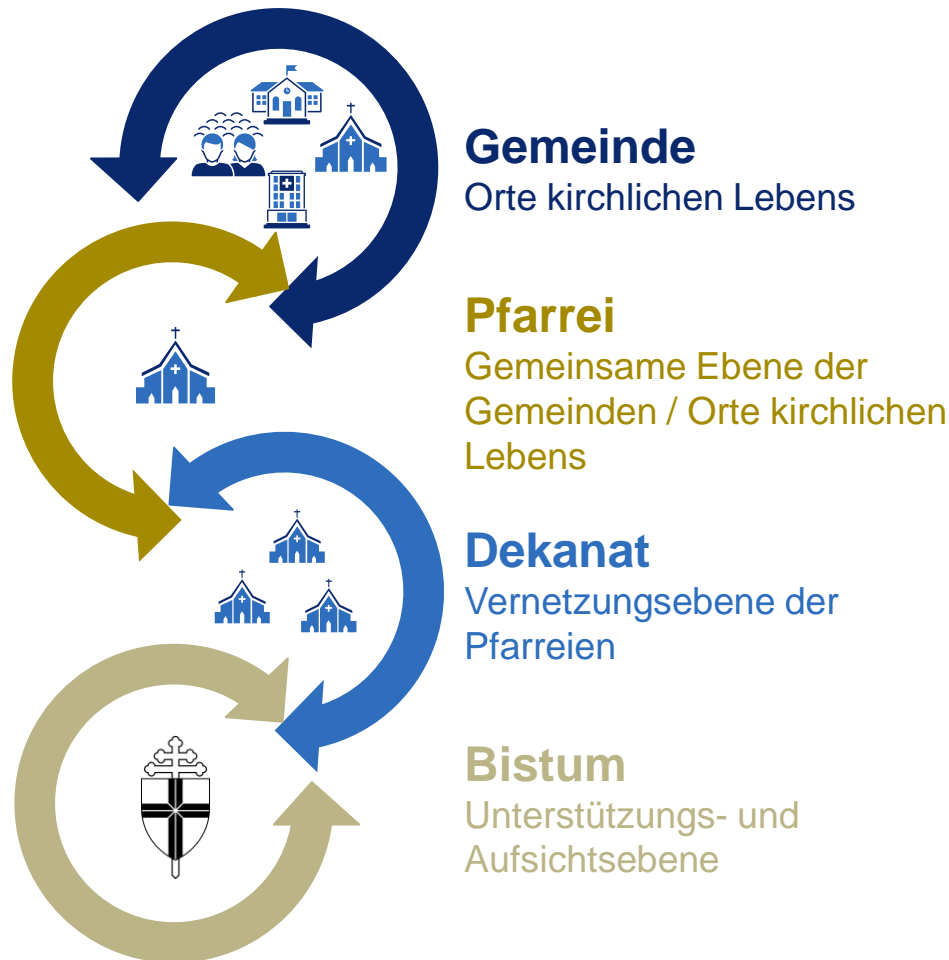 Gemeinde
Orte kirchlichen Lebens
Pfarrei
Gemeinsame Ebene der
Gemeinden / Orte kirchlichen
Lebens
Dekanat
Vernetzungsebene der
Pfarreien
Bistum
Unterstützungs- und
Aufsichtsebene